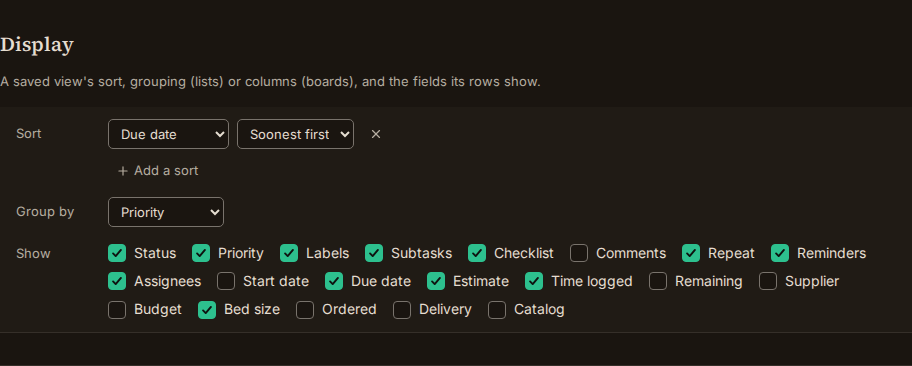 Display
A saved view's sort, grouping (lists) or columns (boards), and the fields its rows show.
Sort Due date Soonest first ×
+ Add a sort
Group by Priority
Show Status Priority Labels Subtasks Checklist Comments Repeat Reminders
Assignees Start date Due date Estimate Time logged Remaining Supplier
Budget Bed size Ordered Delivery Catalog